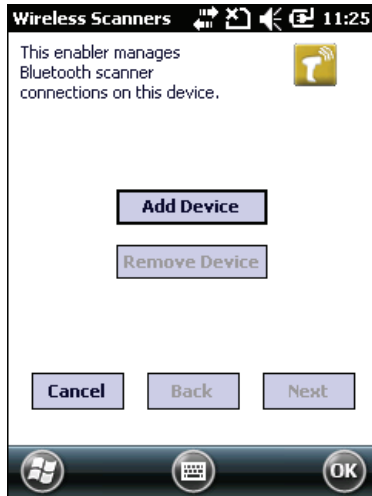 Wireless Scanners 11:25
This enabler manages
Bluetooth scanner
connections on this device.
Add Device
Remove Device
Cancel Back Next
OK